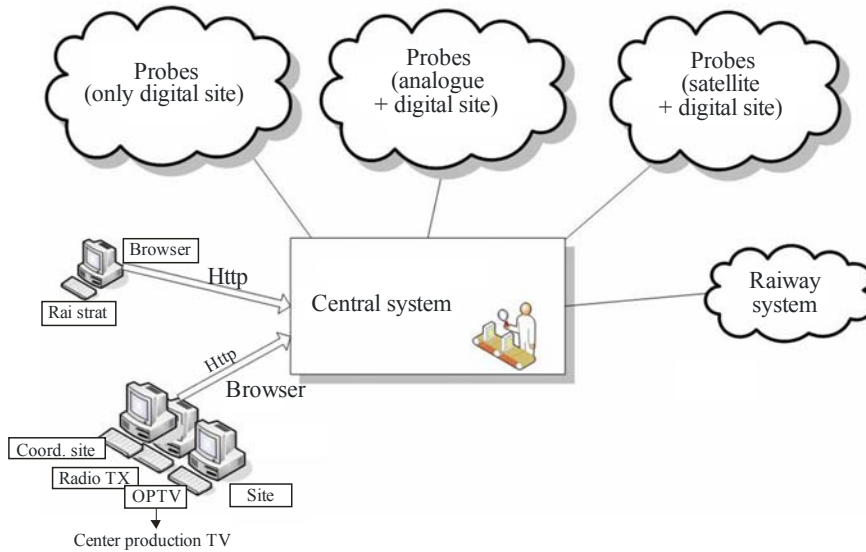 Probes
(only digital site)
Probes
(analogue
+ digital site)
Probes
(satellite
+ digital site)
Browser
Http
Rai strat
Central system
Raiway
system
Http
Browser
Coord. site
Radio TX
OPTV
Site
Center production TV